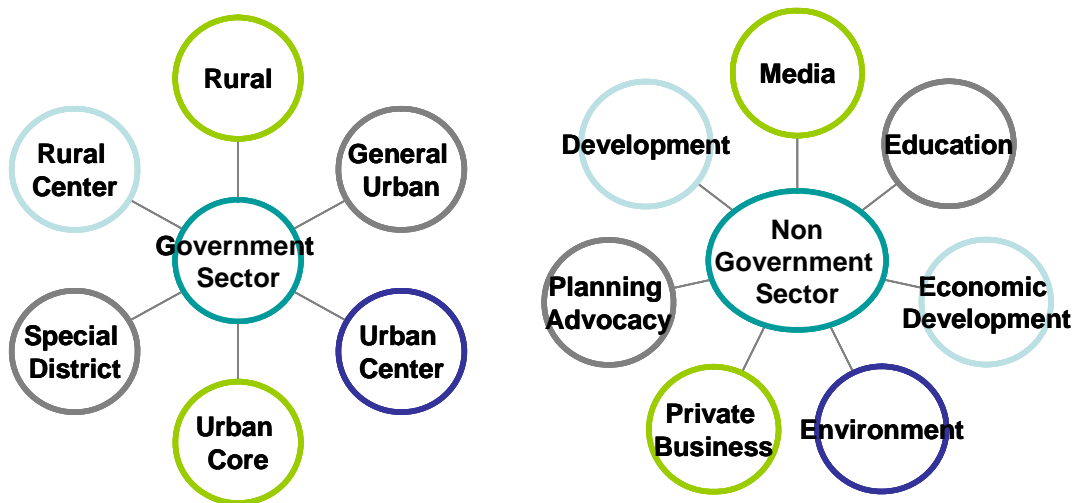 Rural
General
Urban
Urban
Center
Urban
Core
Special
District
Rural
Center
Government
Sector
Media
Education
Economic
Development
Environment
Private
Business
Planning
Advocacy
Development
Non
Government
Sector